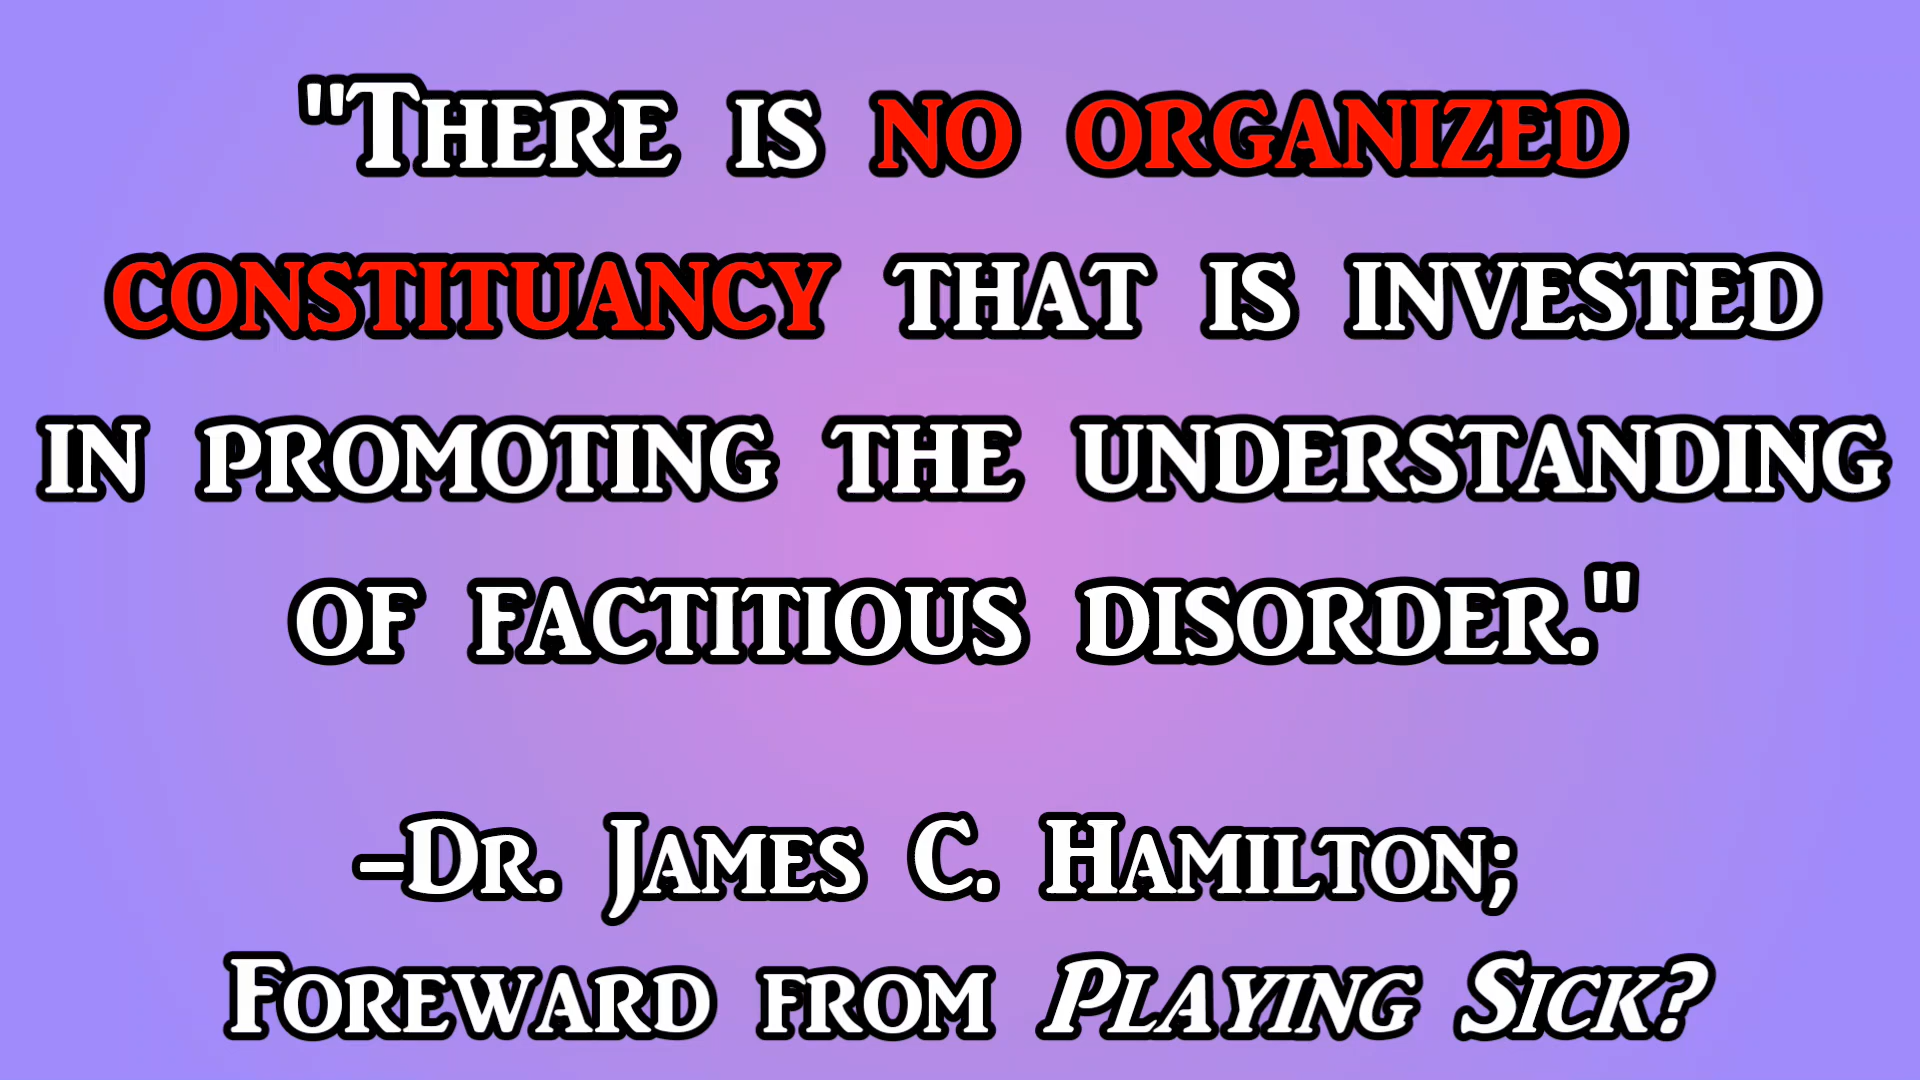 "There is no organized
constituancy that is invested
in promoting the understanding
of factitious disorder."
–Dr. James C. Hamilton;
Foreward from Playing Sick?